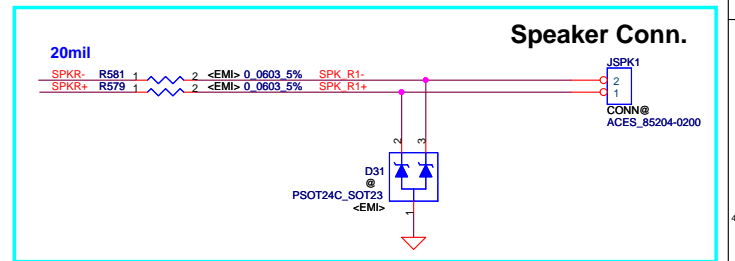 Speaker Conn.
20mil
SPKR- R581 1 2 <EMI> 0_0603_5% SPK_R1-
SPKR+ R579 1 2 <EMI> 0_0603_5% SPK_R1+
JSPK1
2
1
CONN@
ACES_85204-0200
2 3
D31
@
PSOT24C_SOT23
<EMI>
1
4